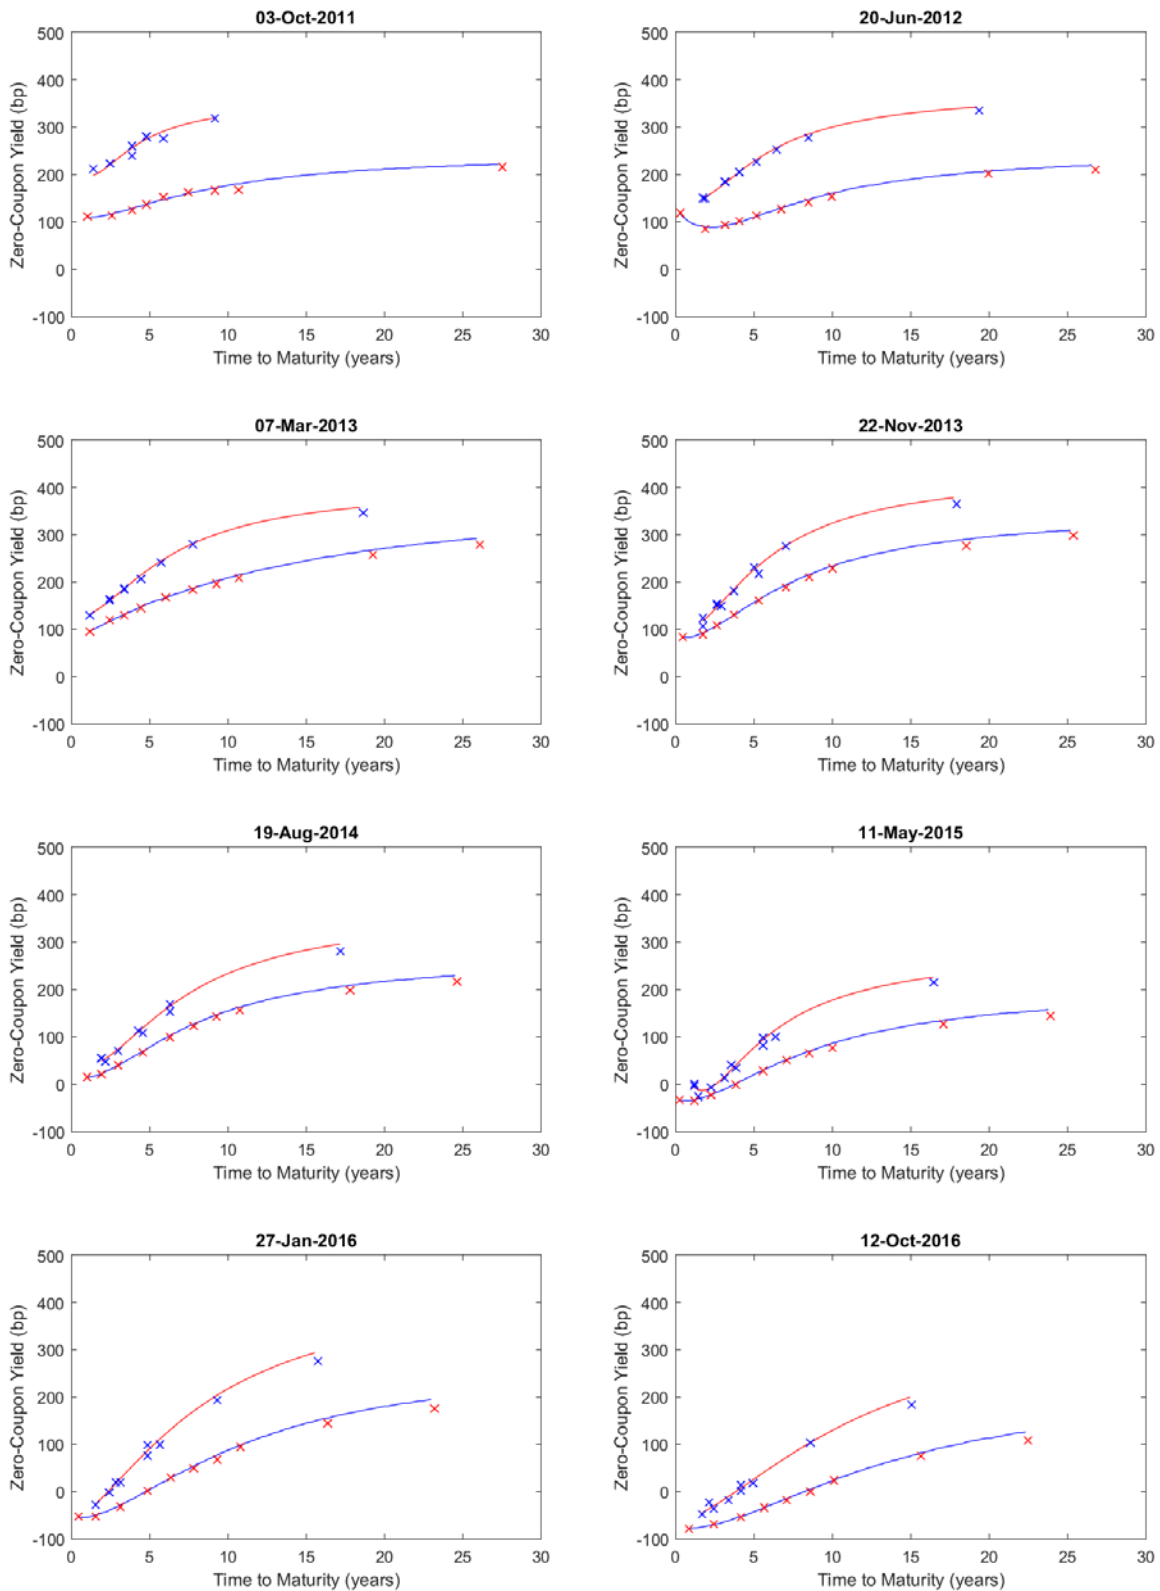 03-Oct-2011
500
400
300
200
100
0
-100
Zero-Coupon Yield (bp)
0 5 10 15 20 25 30
Time to Maturity (years)
20-Jun-2012
500
400
300
200
100
0
-100
Zero-Coupon Yield (bp)
0 5 10 15 20 25 30
Time to Maturity (years)
07-Mar-2013
500
400
300
200
100
0
-100
Zero-Coupon Yield (bp)
0 5 10 15 20 25 30
Time to Maturity (years)
22-Nov-2013
500
400
300
200
100
0
-100
Zero-Coupon Yield (bp)
0 5 10 15 20 25 30
Time to Maturity (years)
19-Aug-2014
500
400
300
200
100
0
-100
Zero-Coupon Yield (bp)
0 5 10 15 20 25 30
Time to Maturity (years)
11-May-2015
500
400
300
200
100
0
-100
Zero-Coupon Yield (bp)
0 5 10 15 20 25 30
Time to Maturity (years)
27-Jan-2016
500
400
300
200
100
0
-100
Zero-Coupon Yield (bp)
0 5 10 15 20 25 30
Time to Maturity (years)
12-Oct-2016
500
400
300
200
100
0
-100
Zero-Coupon Yield (bp)
0 5 10 15 20 25 30
Time to Maturity (years)